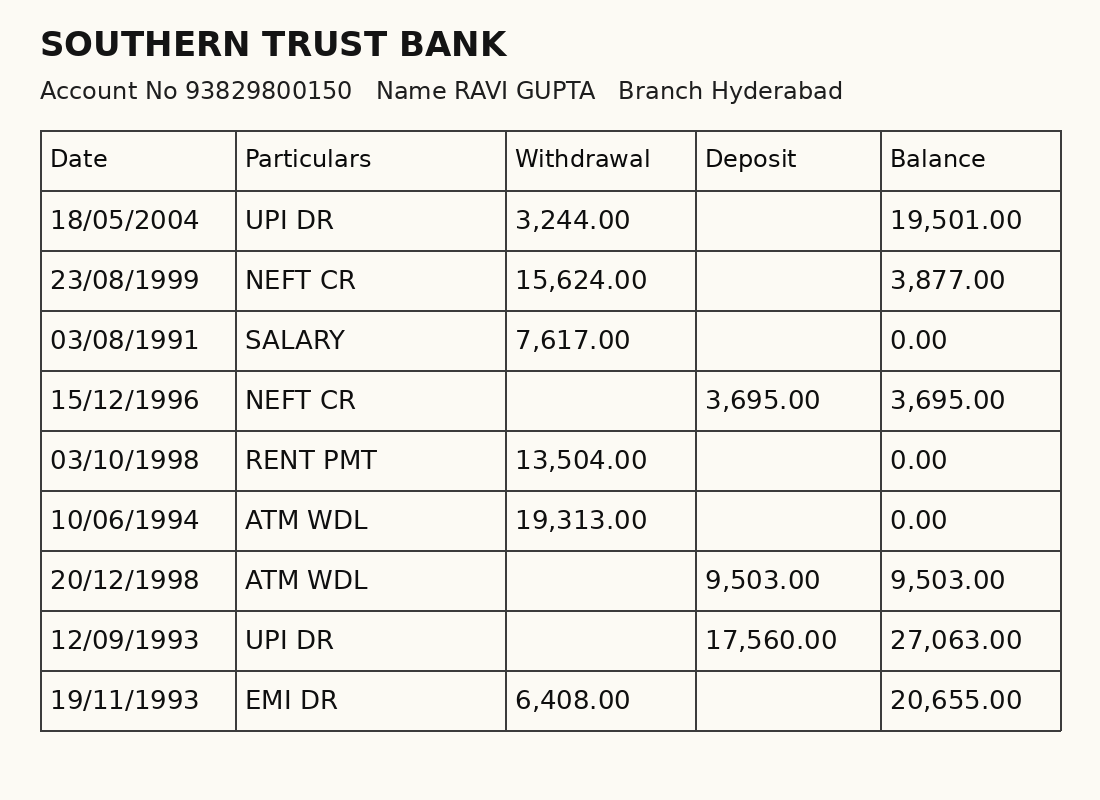 SOUTHERN TRUST BANK
Account No 93829800150 Name RAVI GUPTA Branch Hyderabad
Date Particulars Withdrawal Deposit Balance
18/05/2004 UPI DR 3,244.00 19,501.00
23/08/1999 NEFT CR 15,624.00 3,877.00
03/08/1991 SALARY 7,617.00 0.00
15/12/1996 NEFT CR 3,695.00 3,695.00
03/10/1998 RENT PMT 13,504.00 0.00
10/06/1994 ATM WDL 19,313.00 0.00
20/12/1998 ATM WDL 9,503.00 9,503.00
12/09/1993 UPI DR 17,560.00 27,063.00
19/11/1993 EMI DR 6,408.00 20,655.00